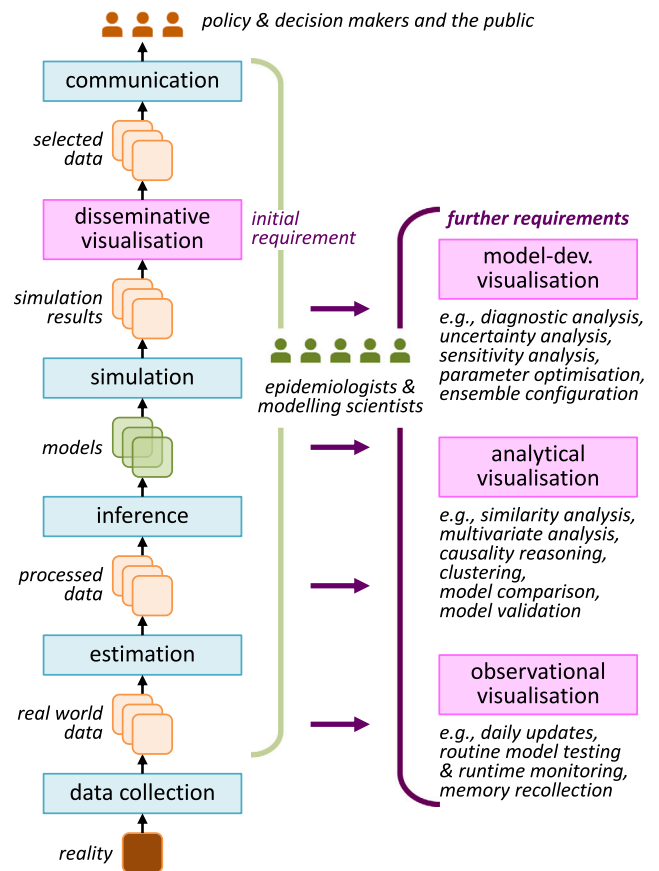 policy & decision makers and the public
communication
selected
data
disseminative
visualisation
initial
requirement
simulation
results
simulation
epidemiologists &
modelling scientists
models
inference
processed
data
estimation
real world
data
data collection
reality
further requirements
model-dev.
visualisation
e.g., diagnostic analysis,
uncertainty analysis,
sensitivity analysis,
parameter optimisation,
ensemble configuration
analytical
visualisation
e.g., similarity analysis,
multivariate analysis,
causality reasoning,
clustering,
model comparison,
model validation
observational
visualisation
e.g., daily updates,
routine model testing
& runtime monitoring,
memory recollection